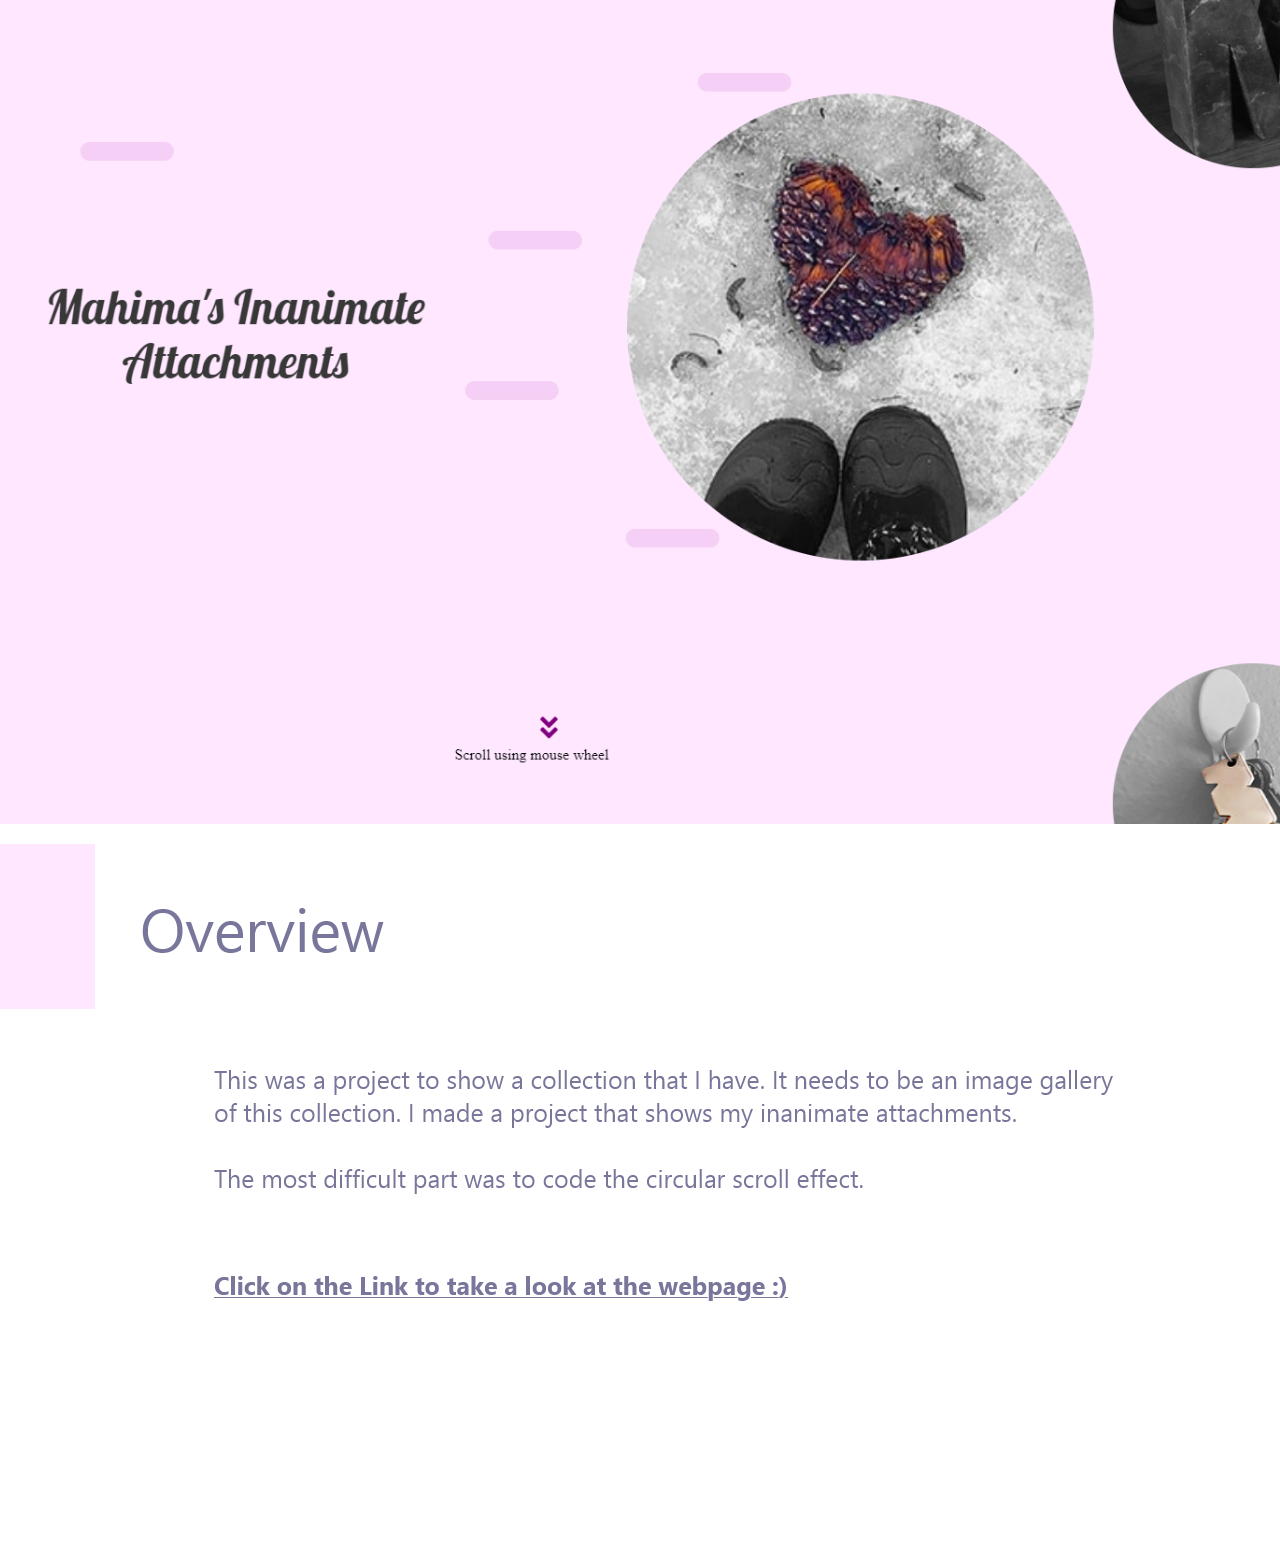 Mahima's Inanimate
Attachments
Scroll using mouse wheel
Overview
This was a project to show a collection that I have. It needs to be an image gallery
of this collection. I made a project that shows my inanimate attachments.
The most difficult part was to code the circular scroll effect.
Click on the Link to take a look at the webpage :)